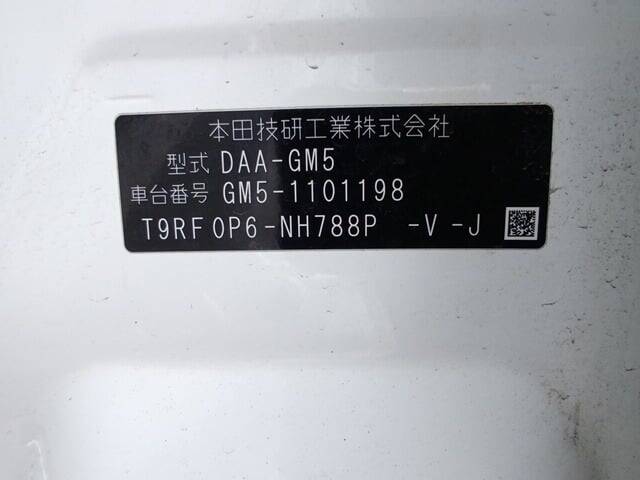 本田技研工業株式会社
型式 DAA-GM5
車台番号 GM5-1101198
T9RF0P6-NH788P -V -J